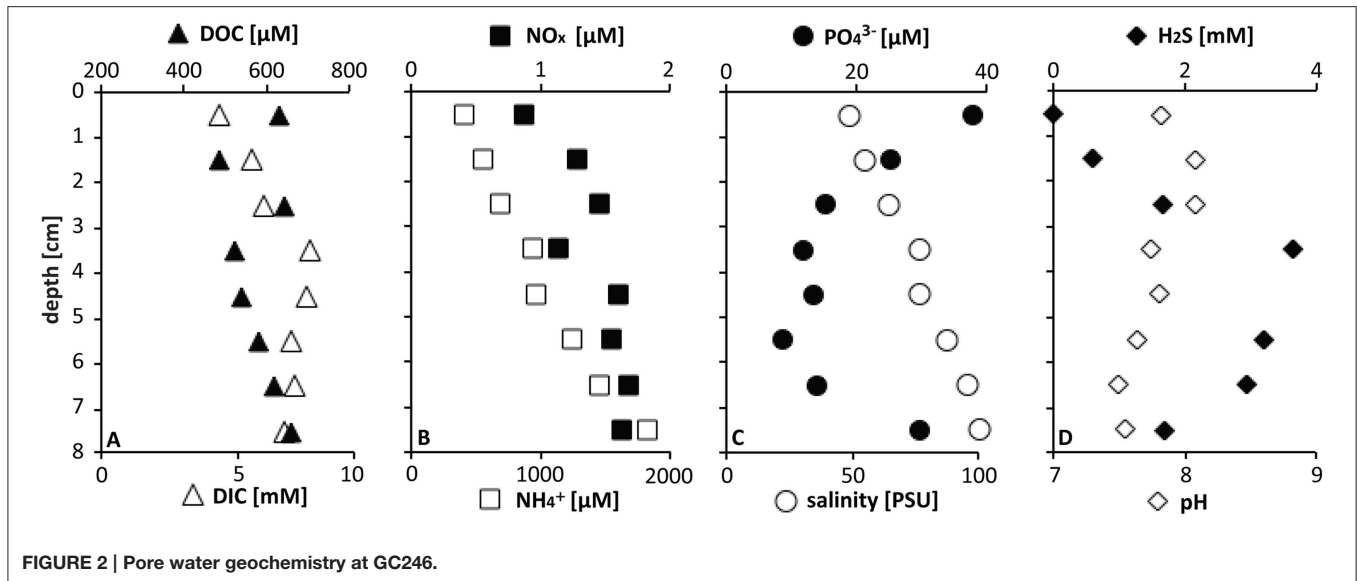 DOC [µM] NOx [µM] PO₄³⁻ [µM] H₂S [mM]
200 400 600 800 0 1 2 0 20 40 0 2 4
0
1
2
3
4
5
6
7
8
depth [cm]
A B C D
0 5 10 0 1000 2000 0 50 100 7 8 9
DIC [mM] NH₄⁺ [µM] salinity [PSU] pH
FIGURE 2 | Pore water geochemistry at GC246.